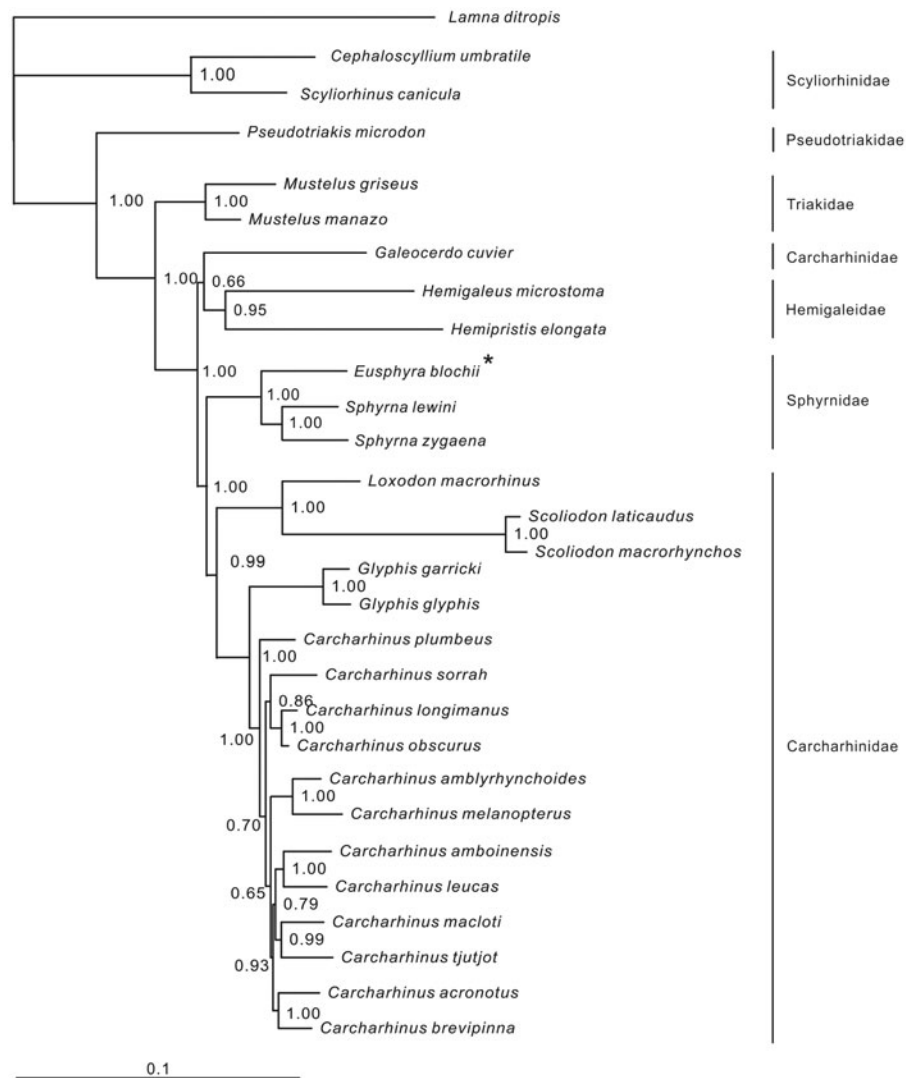 Lamna ditropis
Cephaloscyllium umbratile
1.00
Scyliorhinidae
Scyliorhinus canicula
Pseudotriakis microdon
Pseudotriakidae
1.00
Mustelus griseus
1.00
Triakidae
Mustelus manazo
Galeocerdo cuvier
Carcharhinidae
1.00
0.66
Hemigaleus microstoma
0.95
Hemigaleidae
Hemipristis elongata
1.00
Eusphyra blochii*
1.00
Sphyrnidae
Sphyrna lewini
1.00
Sphyrna zygaena
1.00
Loxodon macrorhinus
1.00
Scoliodon laticaudus
1.00
Scoliodon macrorhynchos
0.99
Glyphis garricki
1.00
Glyphis glyphis
Carcharhinus plumbeus
1.00
Carcharhinus sorrah
0.86
Carcharhinus longimanus
1.00
1.00
Carcharhinus obscurus
Carcharhinidae
Carcharhinus amblyrhynchoides
1.00
Carcharhinus melanopterus
0.70
Carcharhinus amboinensis
1.00
Carcharhinus leucas
0.65
0.79
Carcharhinus macloti
0.99
Carcharhinus tjutjot
0.93
Carcharhinus acronotus
1.00
Carcharhinus brevipinna
0.1